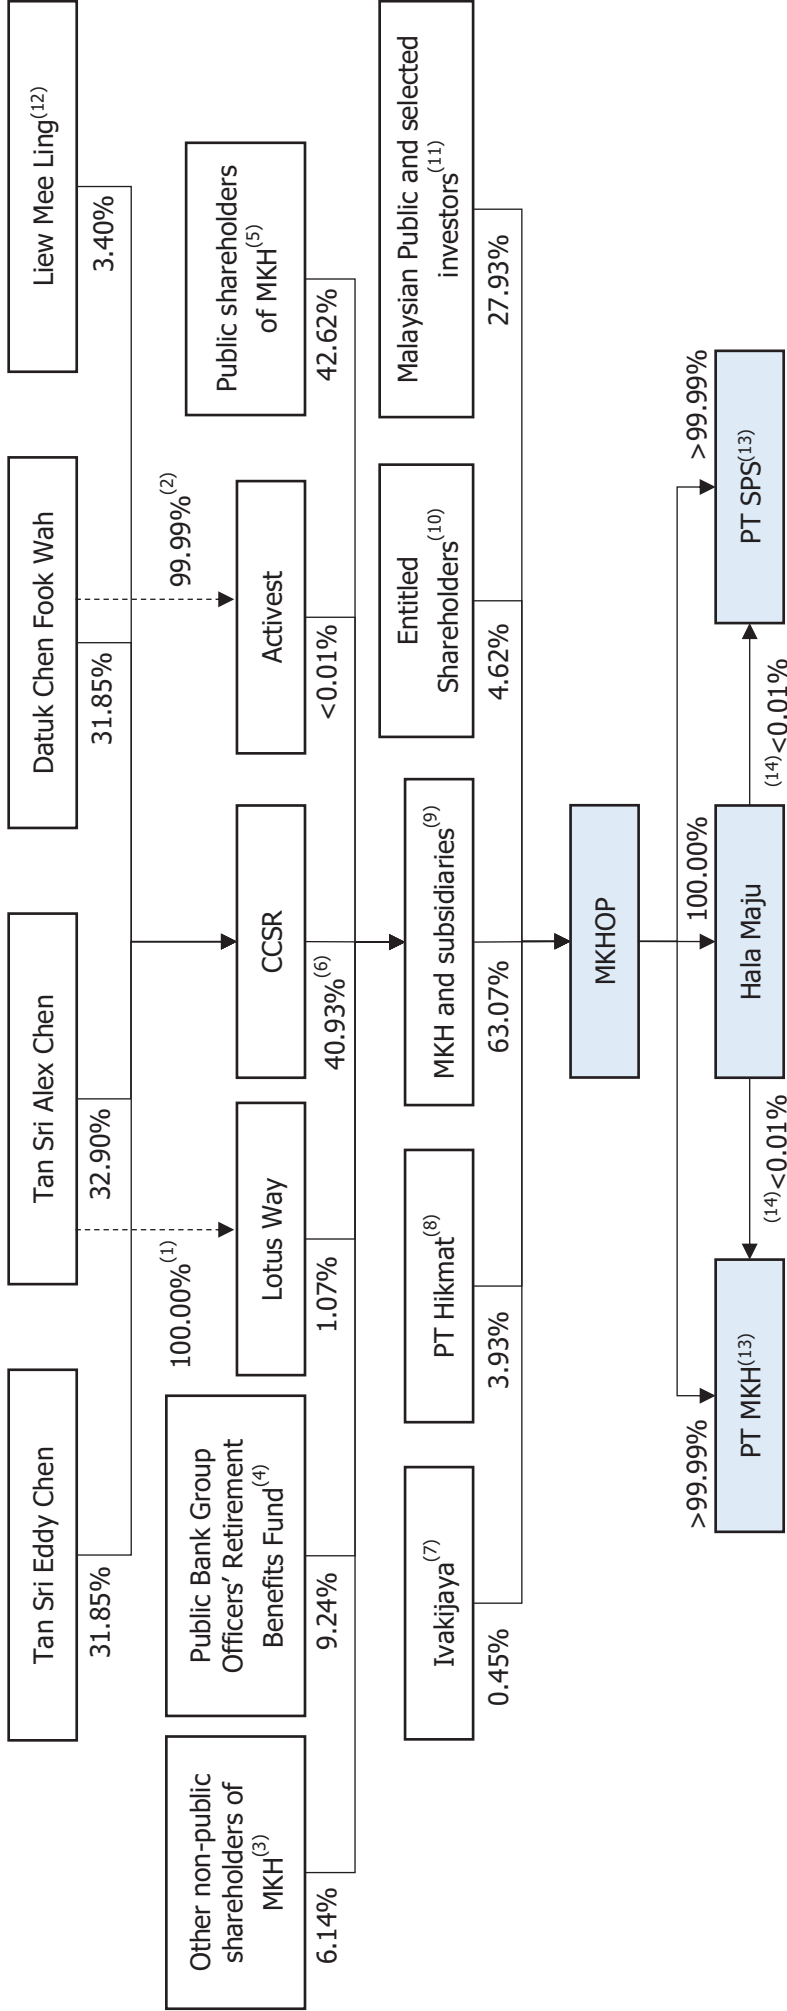 Tan Sri Eddy Chen
Tan Sri Alex Chen
Datuk Chen Fook Wah
Liew Mee Ling(12)
31.85%
32.90%
31.85%
3.40%
100.00%(1)
99.99%(2)
Other non-public
shareholders of
MKH(3)
Public Bank Group
Officers’ Retirement
Benefits Fund(4)
Lotus Way
CCSR
Activest
Public shareholders
of MKH(5)
6.14%
9.24%
1.07%
40.93%(6)
<0.01%
42.62%
Ivakijaya(7)
PT Hikmat(8)
MKH and subsidiaries(9)
Entitled
Shareholders(10)
Malaysian Public and selected
investors(11)
0.45%
3.93%
63.07%
4.62%
27.93%
MKHOP
>99.99%
100.00%
>99.99%
PT MKH(13)
Hala Maju
PT SPS(13)
(14)<0.01%
(14)<0.01%